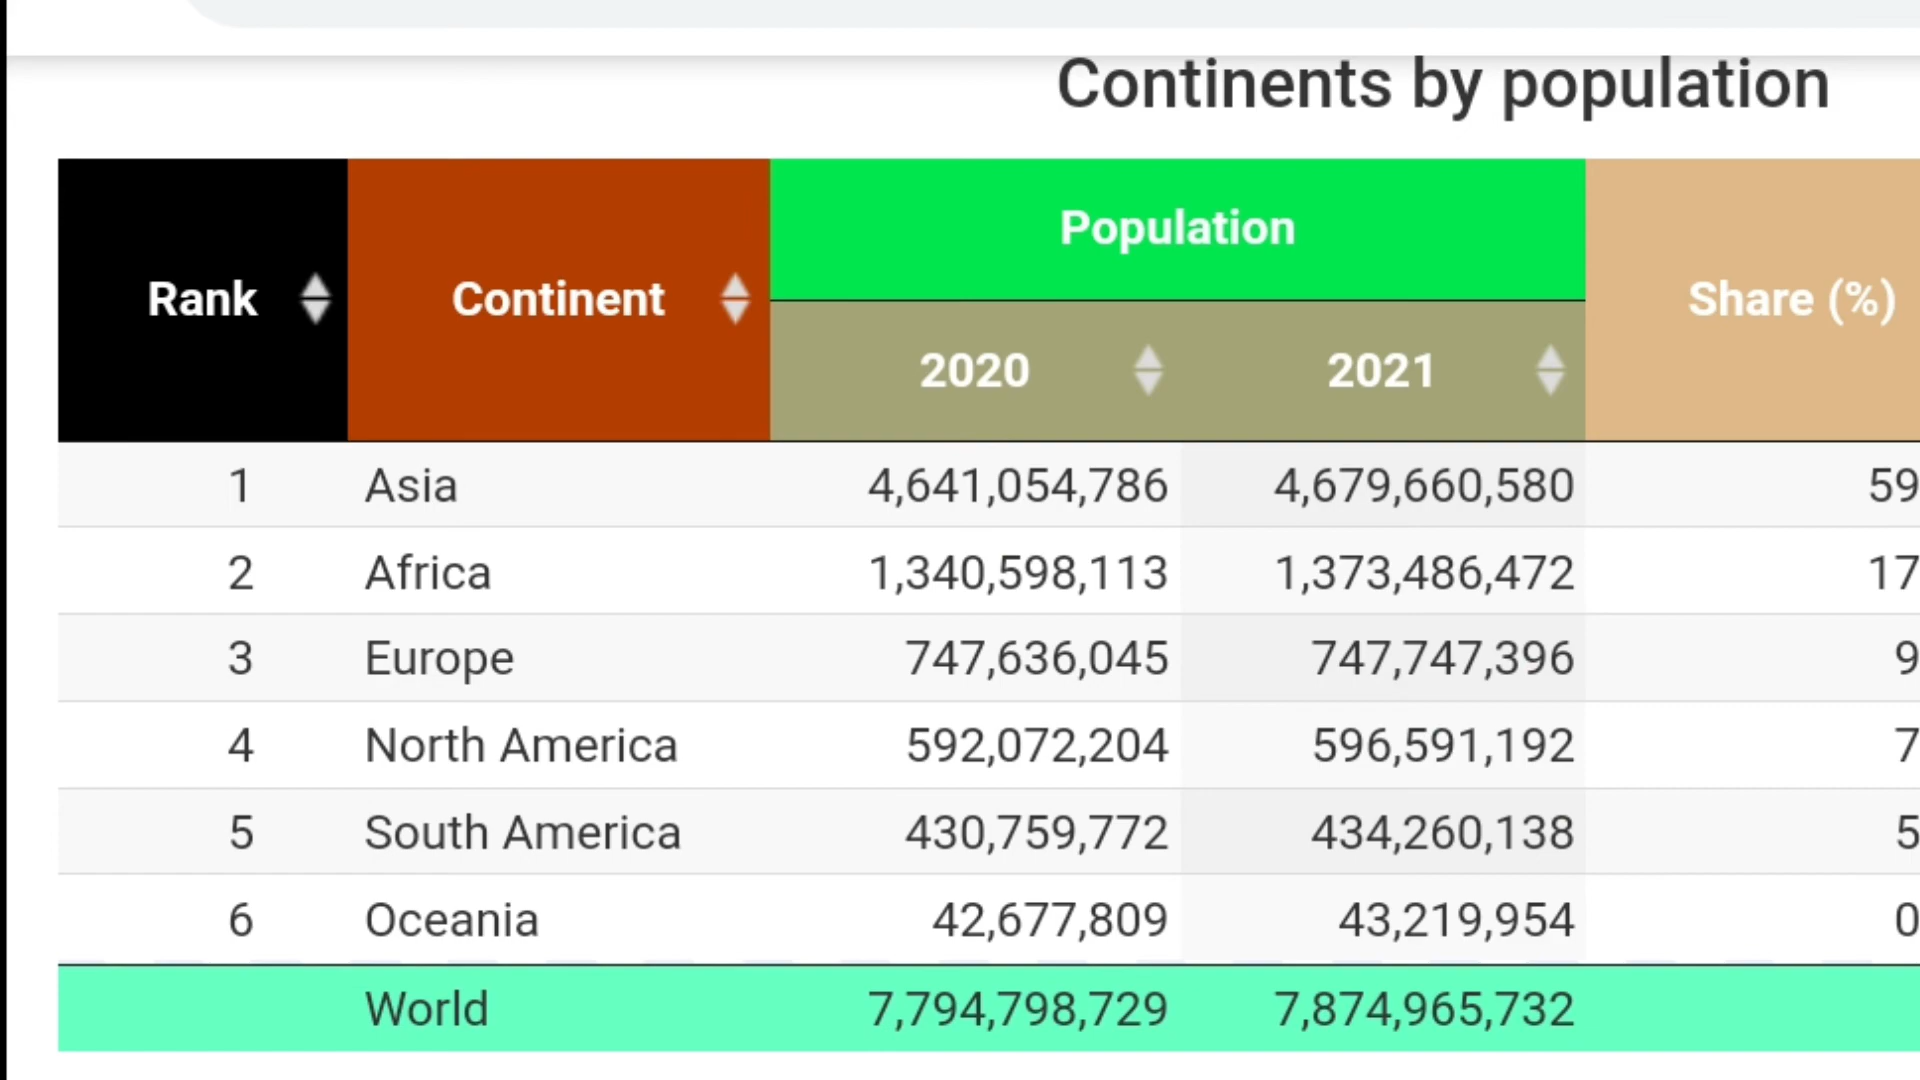 Continents by population
Rank Continent Population Share (%)
2020 2021
1 Asia 4,641,054,786 4,679,660,580 59
2 Africa 1,340,598,113 1,373,486,472 17
3 Europe 747,636,045 747,747,396 9
4 North America 592,072,204 596,591,192 7
5 South America 430,759,772 434,260,138 5
6 Oceania 42,677,809 43,219,954 0
World 7,794,798,729 7,874,965,732